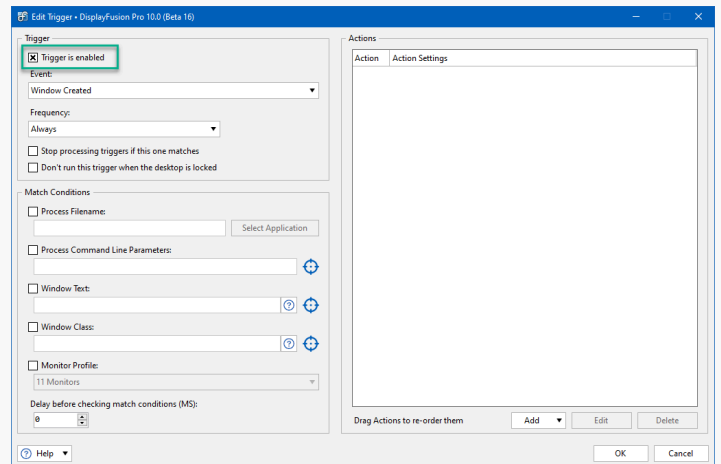 Edit Trigger • DisplayFusion Pro 10.0 (Beta 16)
Trigger
Trigger is enabled
Event:
Window Created
Frequency:
Always
Stop processing triggers if this one matches
Don't run this trigger when the desktop is locked
Match Conditions
Process Filename:
Select Application
Process Command Line Parameters:
Window Text:
?
Window Class:
?
Monitor Profile:
11 Monitors
Delay before checking match conditions (MS):
0
Actions
Action Action Settings
Drag Actions to re-order them Add Edit Delete
? Help OK Cancel